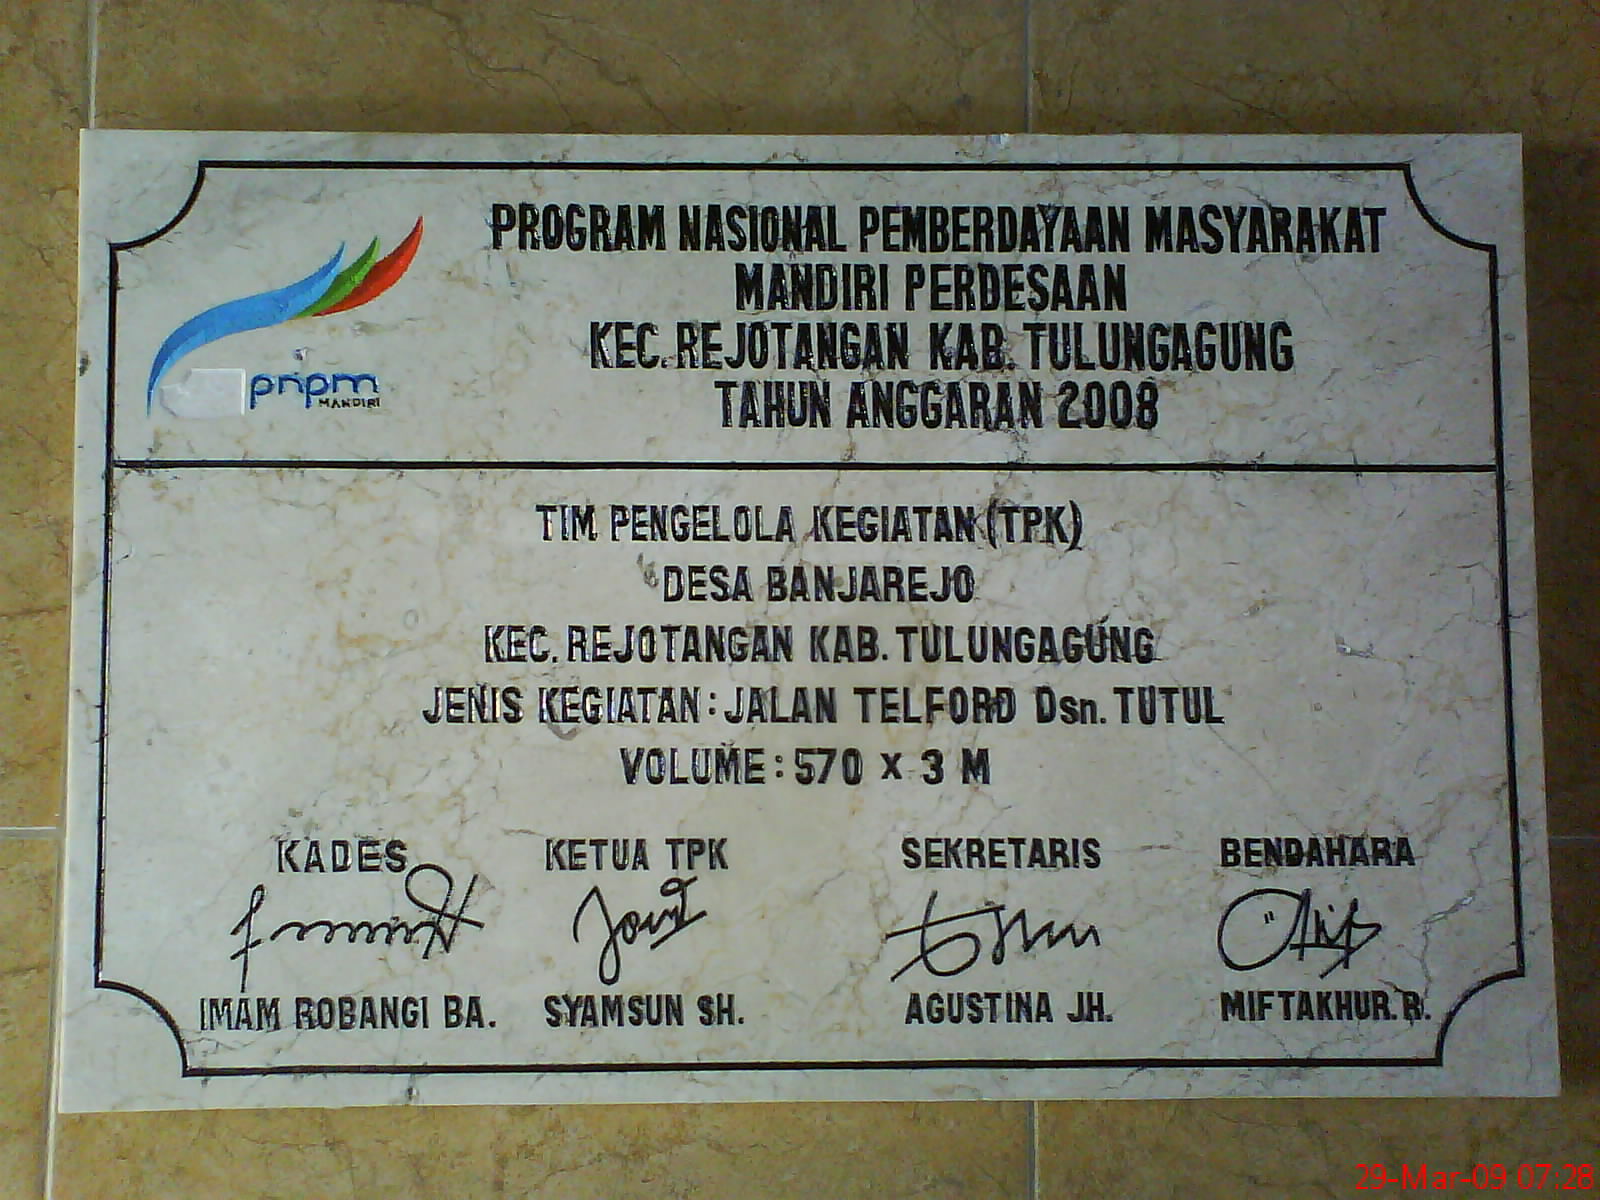 PROGRAM NASIONAL PEMBERDAYAAN MASYARAKAT
MANDIRI PERDESAAN
KEC. REJOTANGAN KAB. TULUNGAGUNG
TAHUN ANGGARAN 2008
pnpm
MANDIRI
TIM PENGELOLA KEGIATAN (TPK)
DESA BANJAREJO
KEC. REJOTANGAN KAB. TULUNGAGUNG
JENIS KEGIATAN : JALAN TELFORD Dsn. TUTUL
VOLUME : 570 x 3 M
KADES KETUA TPK SEKRETARIS BENDAHARA
IMAM ROBANGI BA. SYAMSUN SH. AGUSTINA JH. MIFTAKHUR. R.
29-Mar-09 07:28